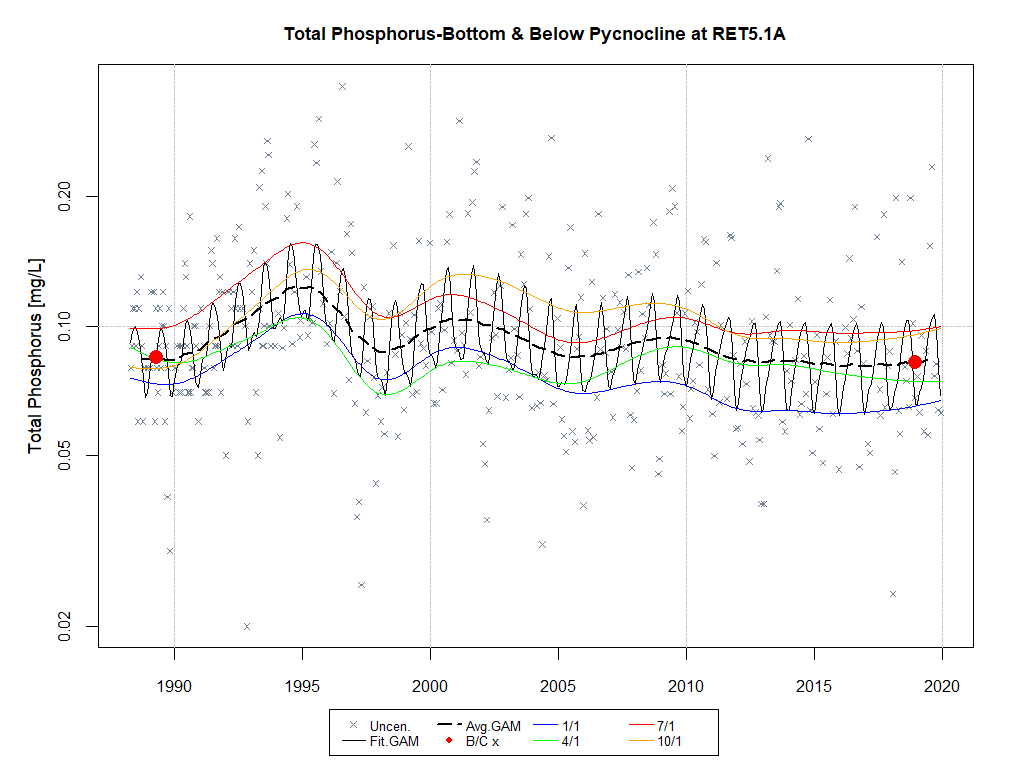 Total Phosphorus-Bottom & Below Pycnocline at RET5.1A
Total Phosphorus [mg/L]
0.20
0.10
0.05
0.02
1990 1995 2000 2005 2010 2015 2020
Uncen. Avg.GAM 1/1 7/1
Fit.GAM B/C x 4/1 10/1